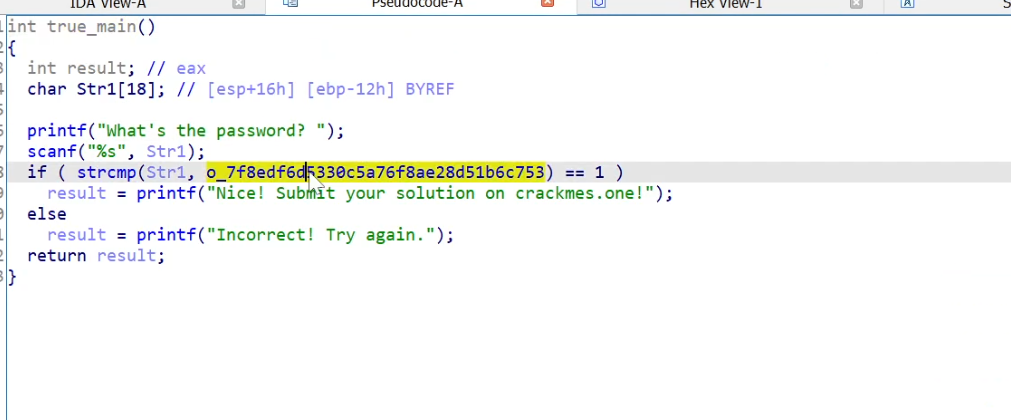 IDA View-A Pseudocode-A Hex View-1
int true_main()
{
int result; // eax
char Str1[18]; // [esp+16h] [ebp-12h] BYREF
printf("What's the password? ");
scanf("%s", Str1);
if ( strcmp(Str1, o_7f8edf6d5330c5a76f8ae28d51b6c753) == 1 )
result = printf("Nice! Submit your solution on crackmes.one!");
else
result = printf("Incorrect! Try again.");
return result;
}